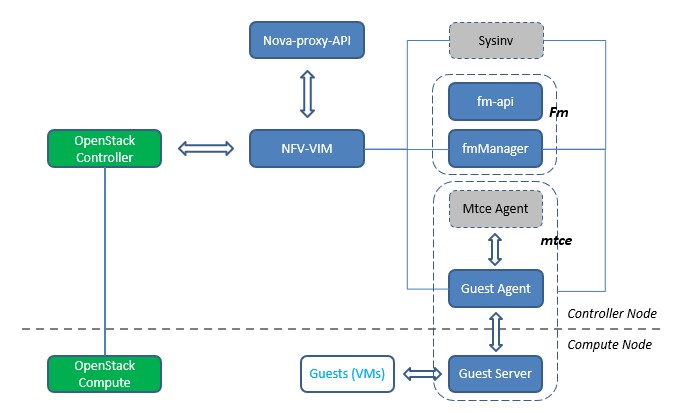 Nova-proxy-API
Sysinv
fm-api
Fm
OpenStack
Controller
NFV-VIM
fmManager
Mtce Agent
mtce
Guest Agent
Controller Node
Compute Node
OpenStack
Compute
Guests (VMs)
Guest Server